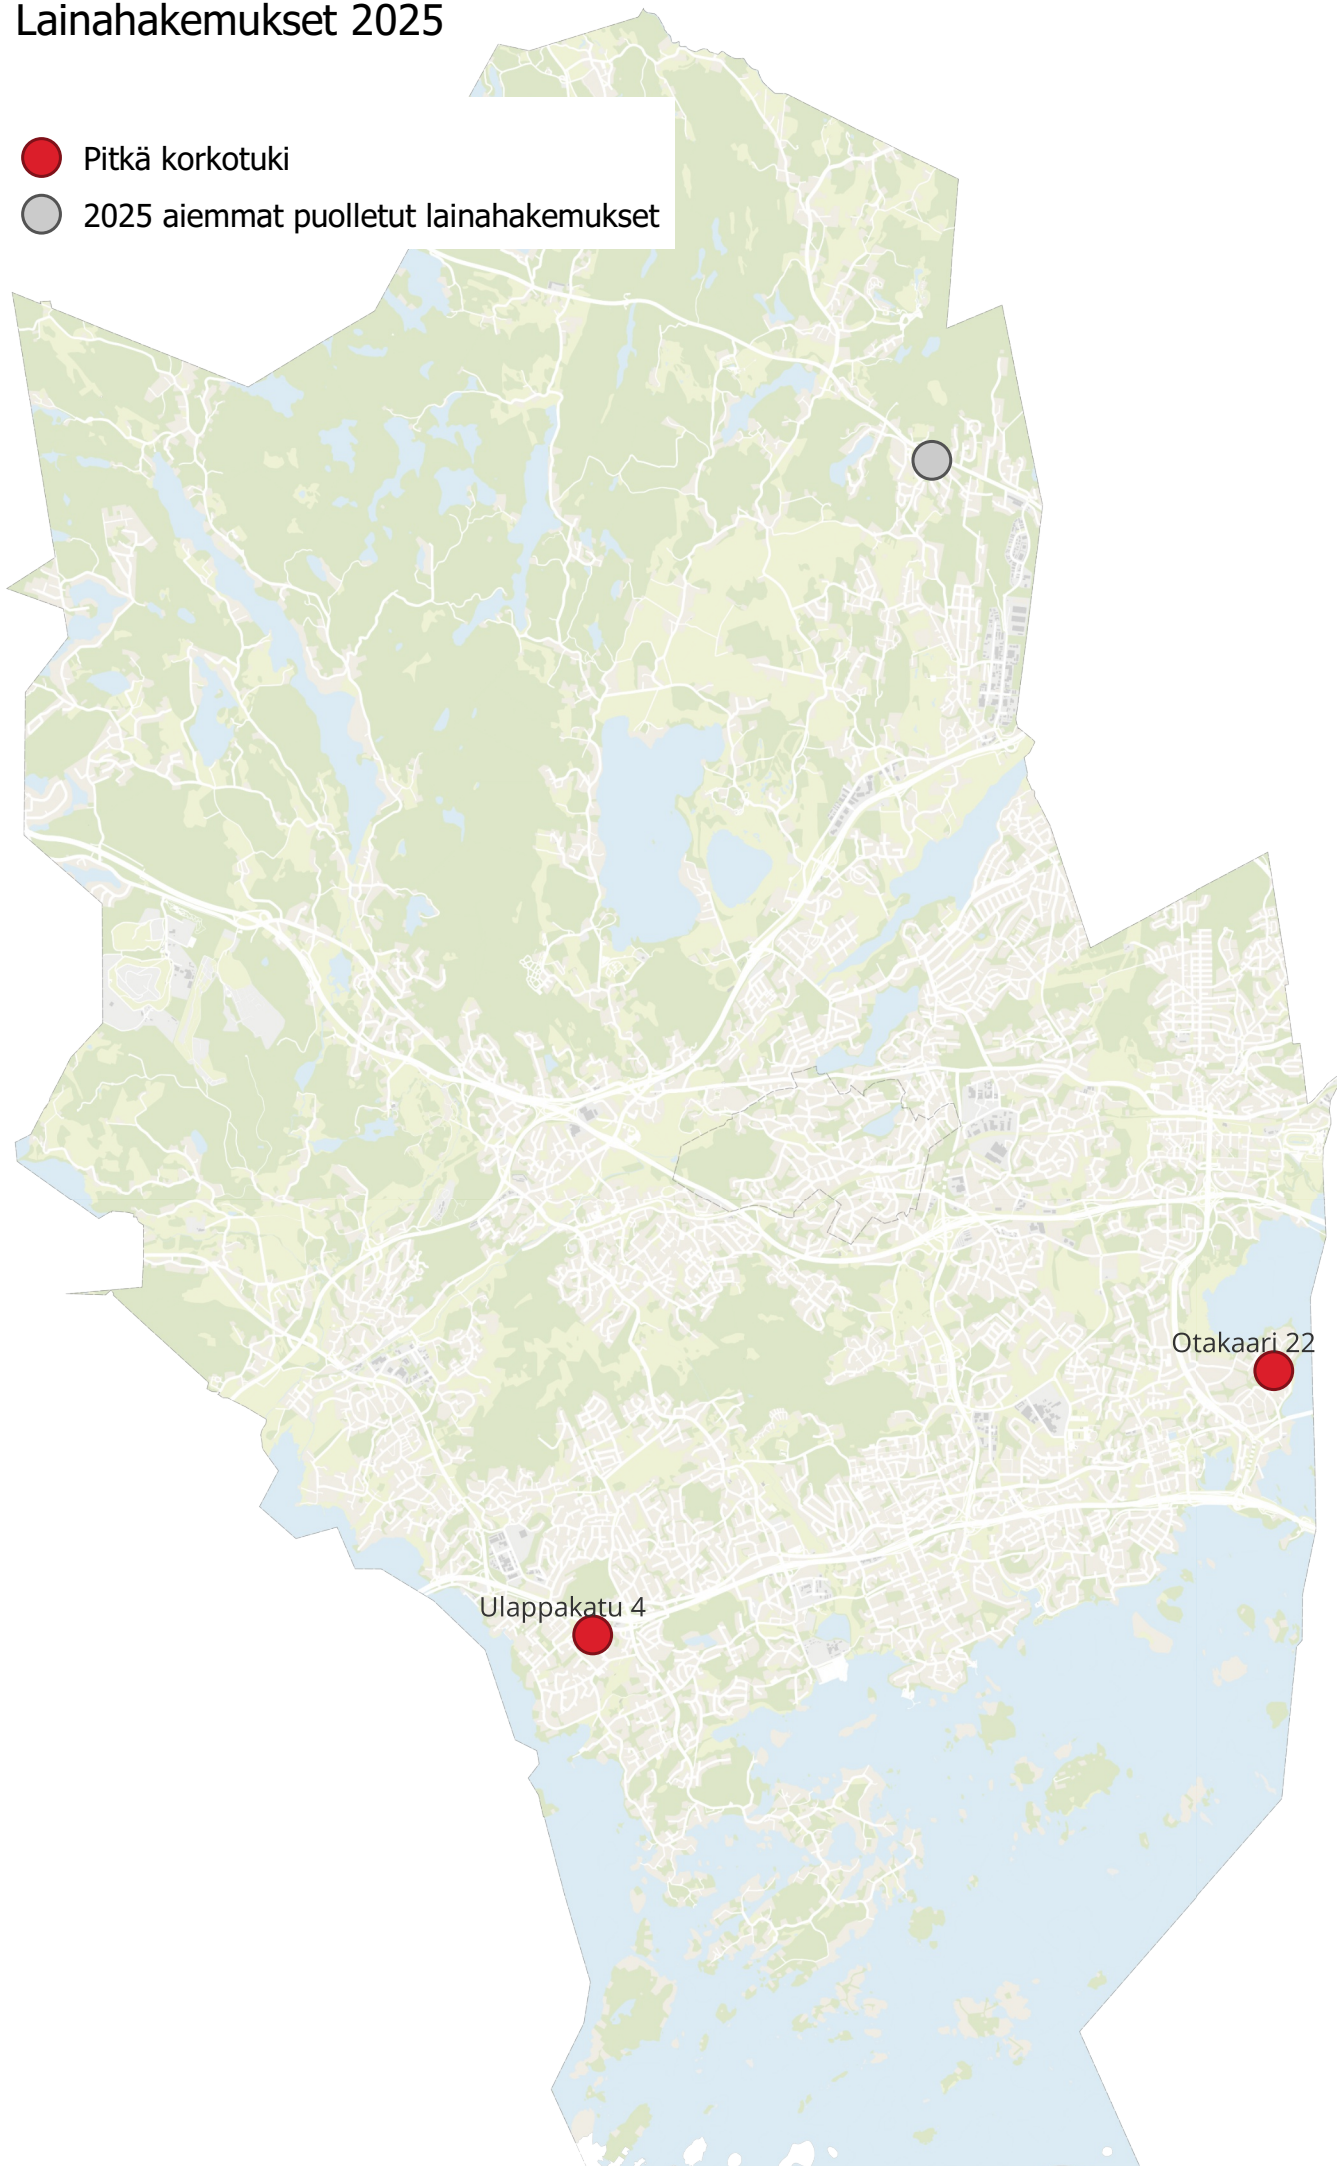 Lainahakemukset 2025
Pitkä korkotuki
2025 aiemmat puolletut lainahakemukset
Otakaari 22
Ulappakatu 4